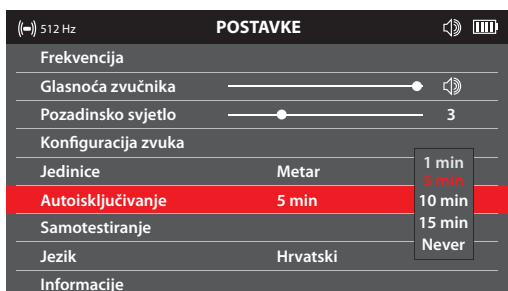 512 Hz POSTAVKE
Frekvencija
Glasnoća zvučnika
Pozadinsko svjetlo 3
Konfiguracija zvuka
Jedinice Metar
Autoisključivanje 5 min
Samotestiranje
Jezik Hrvatski
Informacije
1 min
5 min
10 min
15 min
Never